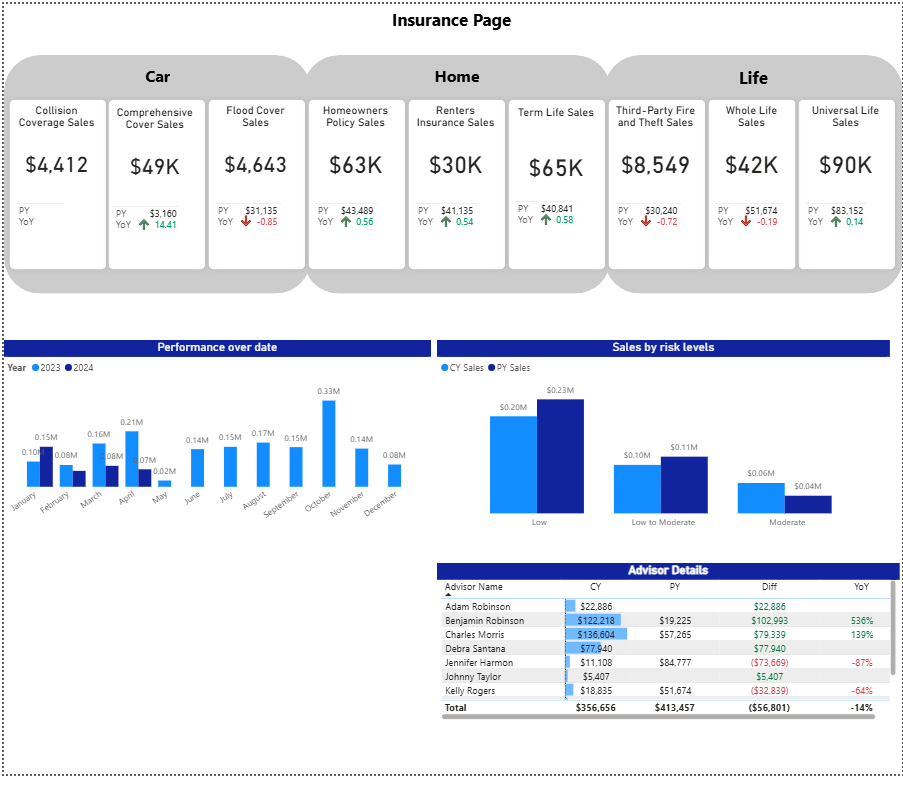 Insurance Page
Car
Home
Life
Collision
Coverage Sales
$4,412
PY
YoY
Comprehensive
Cover Sales
$49K
PY $3,160
YoY 14.41
Flood Cover
Sales
$4,643
PY $31,135
YoY -0.85
Homeowners
Policy Sales
$63K
PY $43,489
YoY 0.56
Renters
Insurance Sales
$30K
PY $41,135
YoY 0.54
Term Life Sales
$65K
PY $40,841
YoY 0.58
Third-Party Fire
and Theft Sales
$8,549
PY $30,240
YoY -0.72
Whole Life
Sales
$42K
PY $51,674
YoY -0.19
Universal Life
Sales
$90K
PY $83,152
YoY 0.14
Performance over date
Year 2023 2024
0.33M
0.21M
0.15M 0.16M 0.14M 0.15M 0.17M 0.15M 0.14M
0.10M 0.08M 0.08M 0.07M 0.02M 0.08M
January February March April May June July August September October November December
Sales by risk levels
CY Sales PY Sales
$0.20M $0.23M
$0.10M $0.11M
$0.06M $0.04M
Low Low to Moderate Moderate
Advisor Details
Advisor Name CY PY Diff YoY
Adam Robinson $22,886 $22,886
Benjamin Robinson $122,218 $19,225 $102,993 536%
Charles Morris $136,604 $57,265 $79,339 139%
Debra Santana $77,940 $77,940
Jennifer Harmon $11,108 $84,777 ($73,669) -87%
Johnny Taylor $5,407 $5,407
Kelly Rogers $18,835 $51,674 ($32,839) -64%
Total $356,656 $413,457 ($56,801) -14%